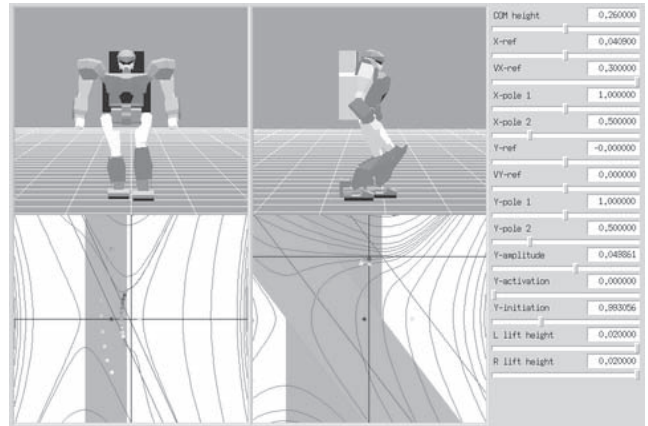 COM height 0.260000
X-ref 0.040900
VX-ref 0.300000
X-pole 1 1.000000
X-pole 2 0.500000
Y-ref -0.000000
VY-ref 0.000000
Y-pole 1 1.000000
Y-pole 2 0.500000
Y-amplitude 0.049861
Y-activation 0.000000
Y-initiation 0.993056
L lift height 0.020000
R lift height 0.020000